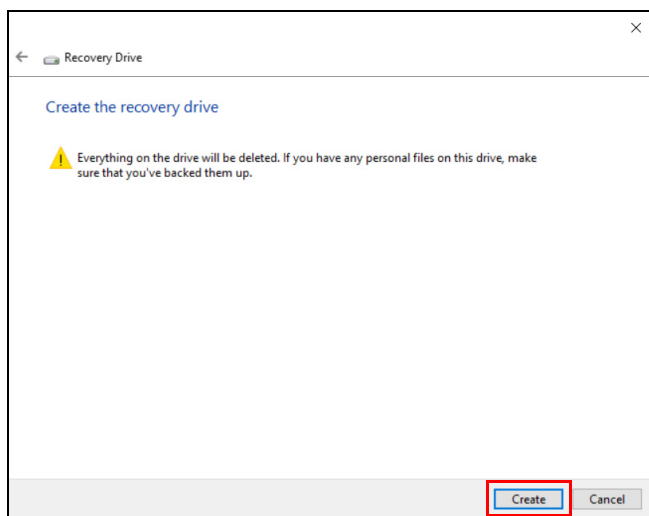 Recovery Drive
Create the recovery drive
Everything on the drive will be deleted. If you have any personal files on this drive, make
sure that you've backed them up.
Create Cancel